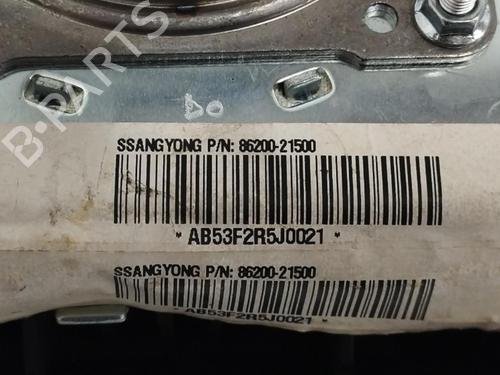 B-PARTS
SSANGYONG P/N: 86200-21500
* AB53F2R5J0021 *
SSANGYONG P/N: 86200-21500
* AB53F2R5J0021 *